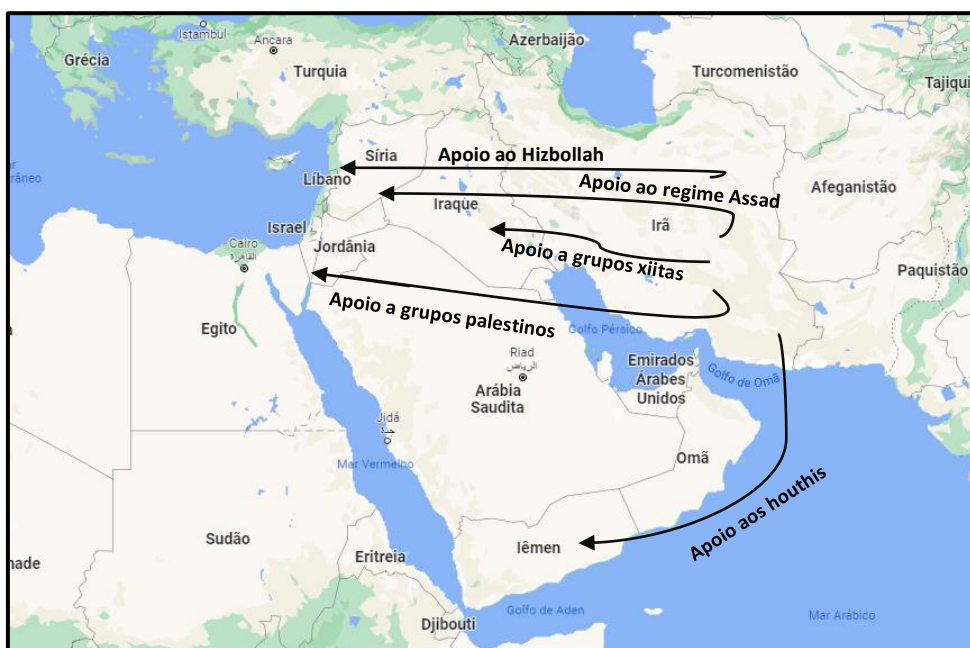 Istambul
Ancara
Grécia
Turquia
Azerbaijão
Turcomenistão
Tajiqui
ar
rrâneo
Síria
Apoio ao Hizbollah
Líbano
Apoio ao regime Assad
Afeganistão
Iraque
Irã
Israel
Cairo
القاهرة
Jordânia
Apoio a grupos xiitas
Paquistão
a
Apoio a grupos palestinos
Egito
Golfo Pérsico
Riad
الرياض
Emirados
Árabes
Unidos
Golfo de Omã
Arábia
Saudita
Jidá
جدة
Mar Vermelho
Omã
Apoio aos houthis
Sudão
Iêmen
Eritreia
nade
Golfo de Aden
Mar Arábico
Djibouti